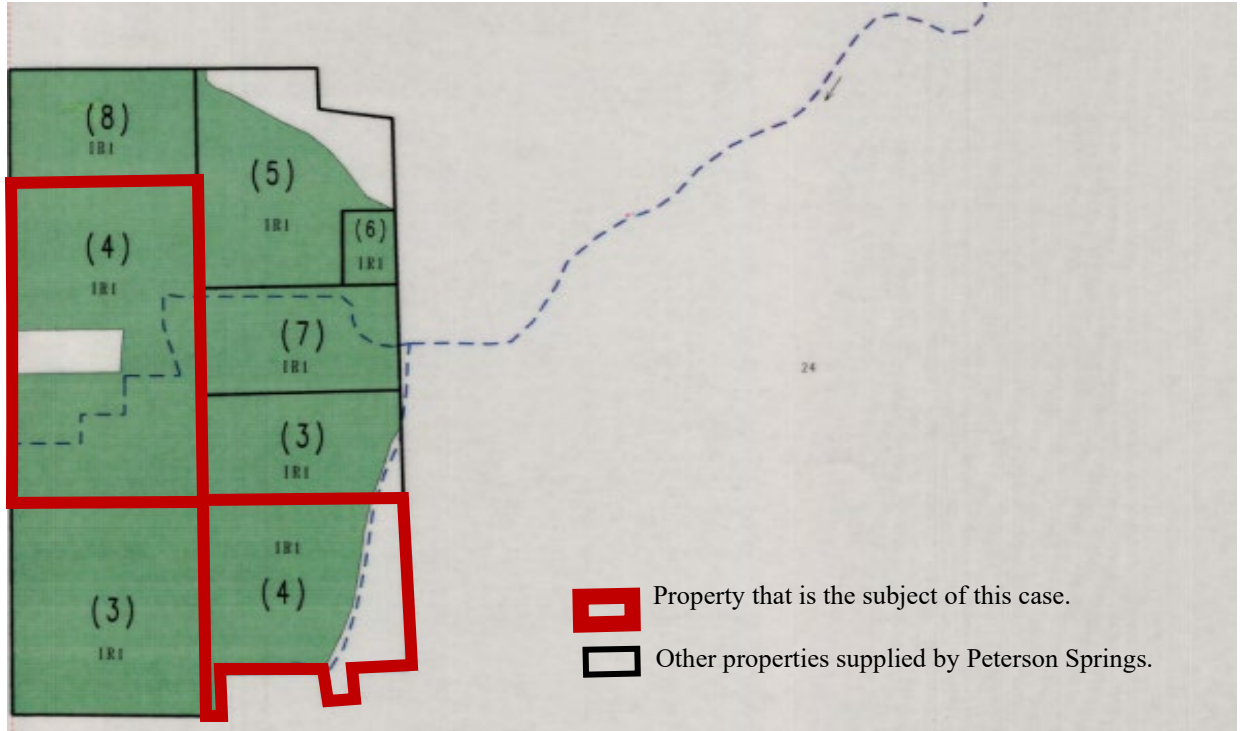 (8)
IR1
(5)
IR1
(6)
IR1
(4)
IR1
(7)
IR1
24
(3)
IR1
IR1
(4)
(3)
IR1
Property that is the subject of this case.
Other properties supplied by Peterson Springs.